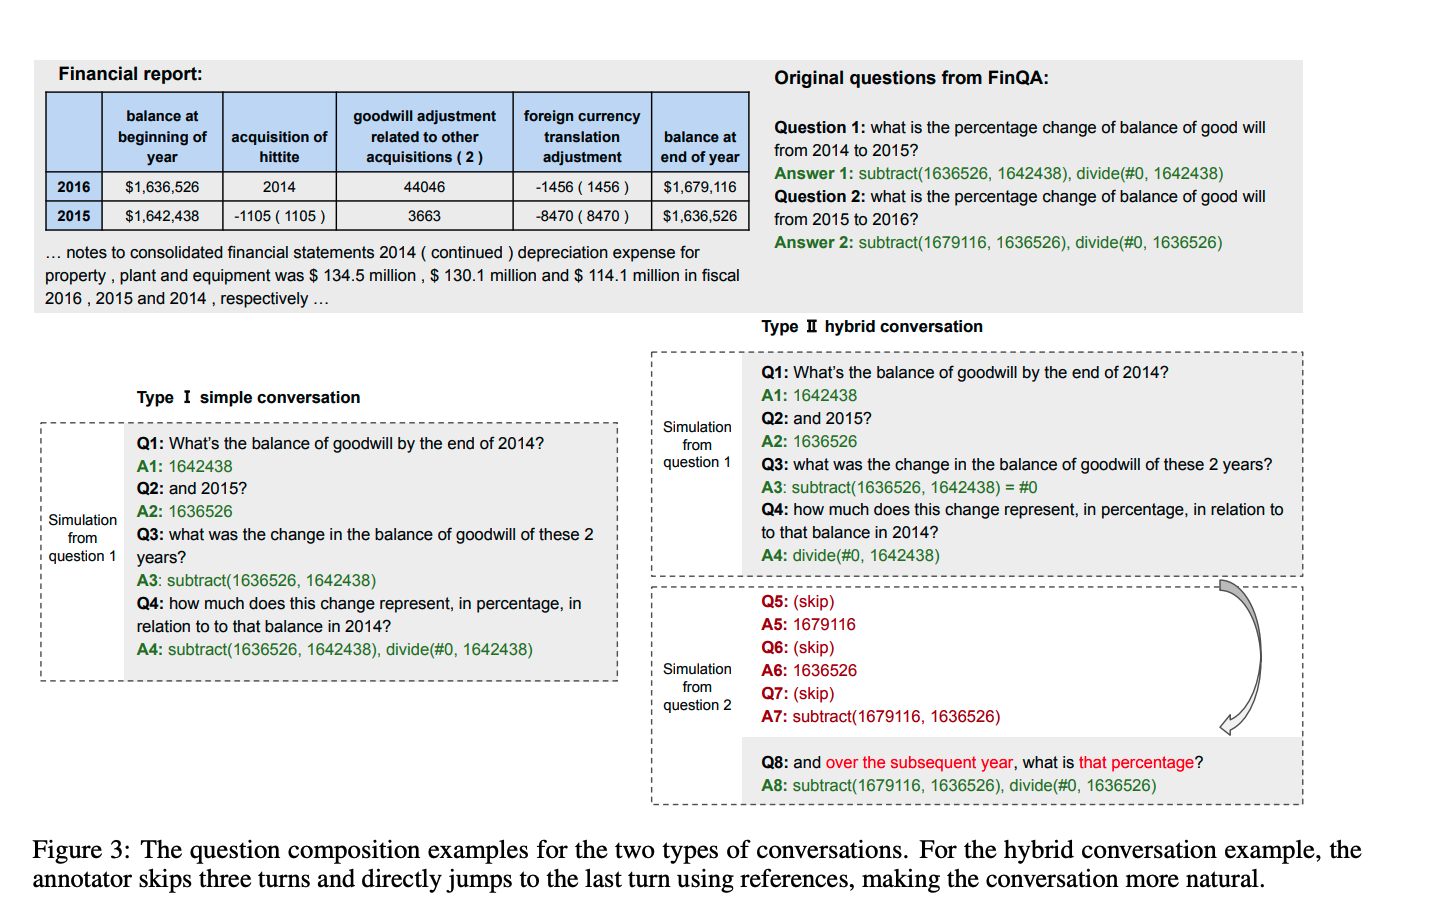 Financial report:
balance at beginning of year | acquisition of hittite | goodwill adjustment related to other acquisitions ( 2 ) | foreign currency translation adjustment | balance at end of year
2016 | $1,636,526 | 2014 | 44046 | -1456 ( 1456 ) | $1,679,116
2015 | $1,642,438 | -1105 ( 1105 ) | 3663 | -8470 ( 8470 ) | $1,636,526
… notes to consolidated financial statements 2014 ( continued ) depreciation expense for
property , plant and equipment was $ 134.5 million , $ 130.1 million and $ 114.1 million in fiscal
2016 , 2015 and 2014 , respectively …
Original questions from FinQA:
Question 1: what is the percentage change of balance of good will
from 2014 to 2015?
Answer 1: subtract(1636526, 1642438), divide(#0, 1642438)
Question 2: what is the percentage change of balance of good will
from 2015 to 2016?
Answer 2: subtract(1679116, 1636526), divide(#0, 1636526)
Type Ⅰ simple conversation
Simulation
from
question 1
Q1: What's the balance of goodwill by the end of 2014?
A1: 1642438
Q2: and 2015?
A2: 1636526
Q3: what was the change in the balance of goodwill of these 2
years?
A3: subtract(1636526, 1642438)
Q4: how much does this change represent, in percentage, in
relation to to that balance in 2014?
A4: subtract(1636526, 1642438), divide(#0, 1642438)
Type Ⅱ hybrid conversation
Simulation
from
question 1
Q1: What's the balance of goodwill by the end of 2014?
A1: 1642438
Q2: and 2015?
A2: 1636526
Q3: what was the change in the balance of goodwill of these 2 years?
A3: subtract(1636526, 1642438) = #0
Q4: how much does this change represent, in percentage, in relation to
to that balance in 2014?
A4: divide(#0, 1642438)
Simulation
from
question 2
Q5: (skip)
A5: 1679116
Q6: (skip)
A6: 1636526
Q7: (skip)
A7: subtract(1679116, 1636526)
Q8: and over the subsequent year, what is that percentage?
A8: subtract(1679116, 1636526), divide(#0, 1636526)
Figure 3: The question composition examples for the two types of conversations. For the hybrid conversation example, the
annotator skips three turns and directly jumps to the last turn using references, making the conversation more natural.